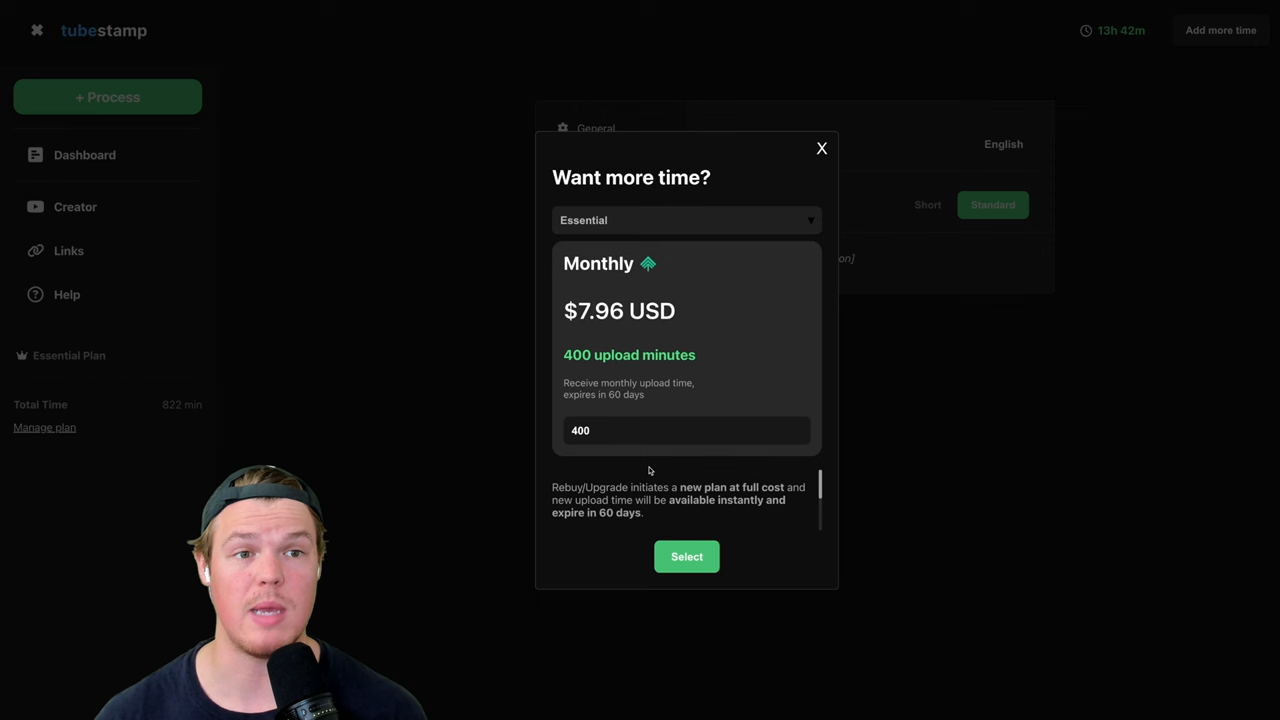 tubestamp
13h 42m
Add more time
+ Process
Dashboard
Creator
Links
Help
Essential Plan
Total Time 822 min
Manage plan
General
English
Short Standard
on]
X
Want more time?
Essential
Monthly
$7.96 USD
400 upload minutes
Receive monthly upload time,
expires in 60 days
400
Rebuy/Upgrade initiates a new plan at full cost and
new upload time will be available instantly and
expire in 60 days.
Select